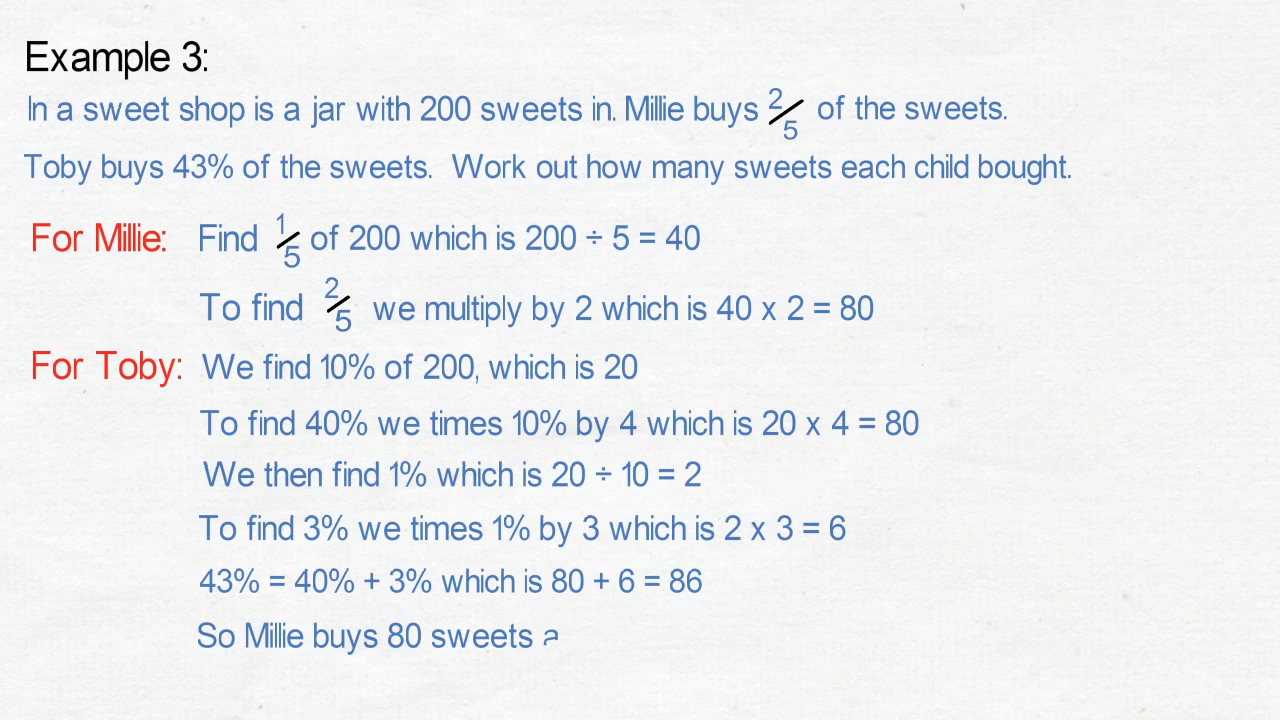 Example 3:
In a sweet shop is a jar with 200 sweets in. Millie buys 2/5 of the sweets.
Toby buys 43% of the sweets. Work out how many sweets each child bought.
For Millie: Find 1/5 of 200 which is 200 ÷ 5 = 40
To find 2/5 we multiply by 2 which is 40 x 2 = 80
For Toby: We find 10% of 200, which is 20
To find 40% we times 10% by 4 which is 20 x 4 = 80
We then find 1% which is 20 ÷ 10 = 2
To find 3% we times 1% by 3 which is 2 x 3 = 6
43% = 40% + 3% which is 80 + 6 = 86
So Millie buys 80 sweets